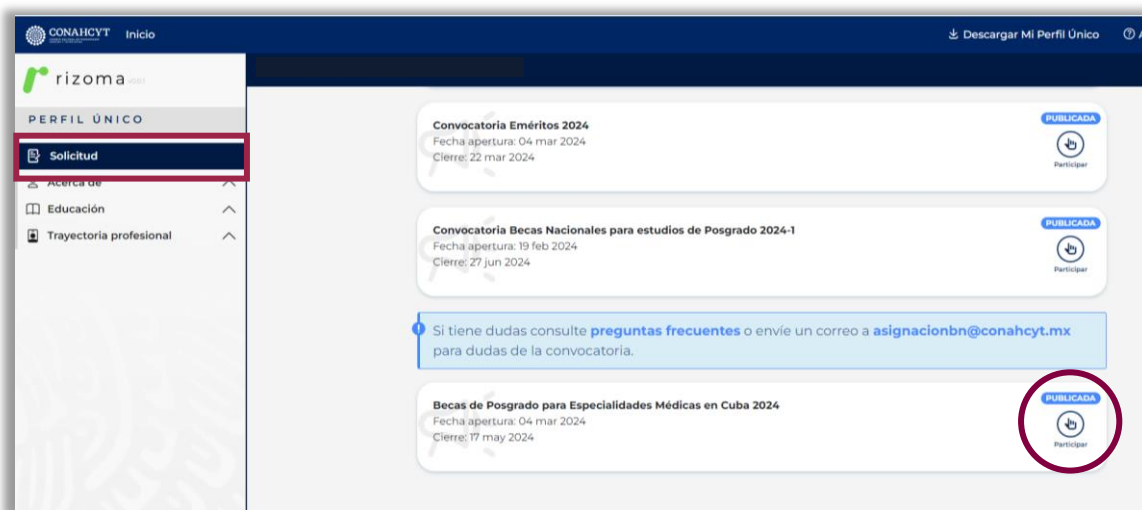 CONAHCYT Inicio
Descargar Mi Perfil Único
rizoma
PERFIL ÚNICO
Solicitud
Acerca de
Educación
Trayectoria profesional
Convocatoria Eméritos 2024
Fecha apertura: 04 mar 2024
Cierre: 22 mar 2024
PUBLICADA
Participar
Convocatoria Becas Nacionales para estudios de Posgrado 2024-1
Fecha apertura: 19 feb 2024
Cierre: 27 jun 2024
PUBLICADA
Participar
Si tiene dudas consulte preguntas frecuentes o envíe un correo a asignacionbn@conahcyt.mx
para dudas de la convocatoria.
Becas de Posgrado para Especialidades Médicas en Cuba 2024
Fecha apertura: 04 mar 2024
Cierre: 17 may 2024
PUBLICADA
Participar